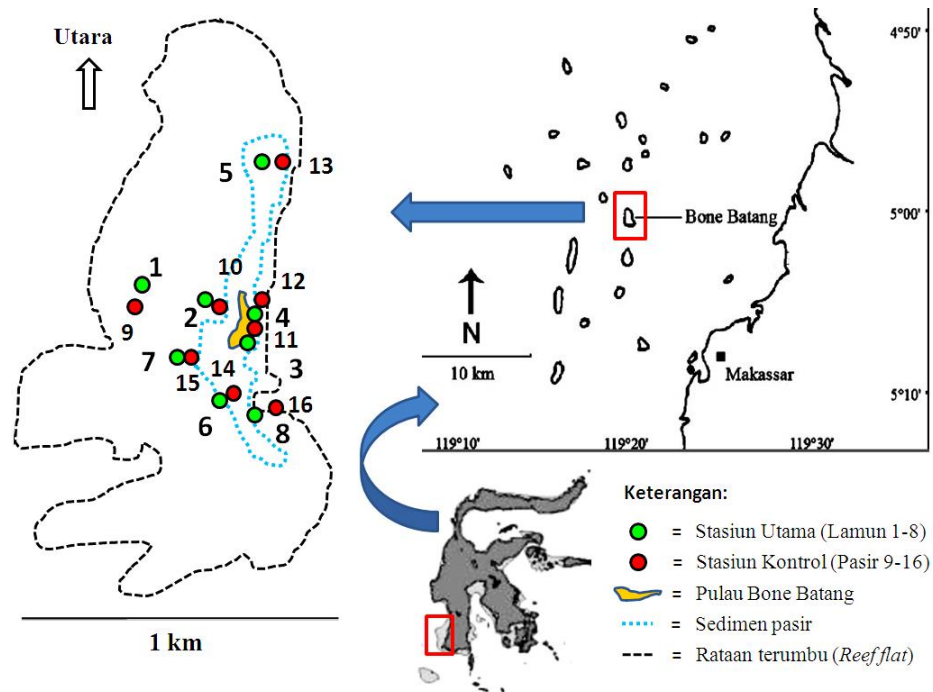 Utara
5
13
1
10
12
9
2
4
11
7
14
3
15
16
6
8
1 km
4°50'
5°00'
5°10'
Bone Batang
N
10 km
Makassar
119°10'
119°20'
119°30'
Keterangan:
= Stasiun Utama (Lamun 1-8)
= Stasiun Kontrol (Pasir 9-16)
= Pulau Bone Batang
= Sedimen pasir
= Rataan terumbu (Reef flat)